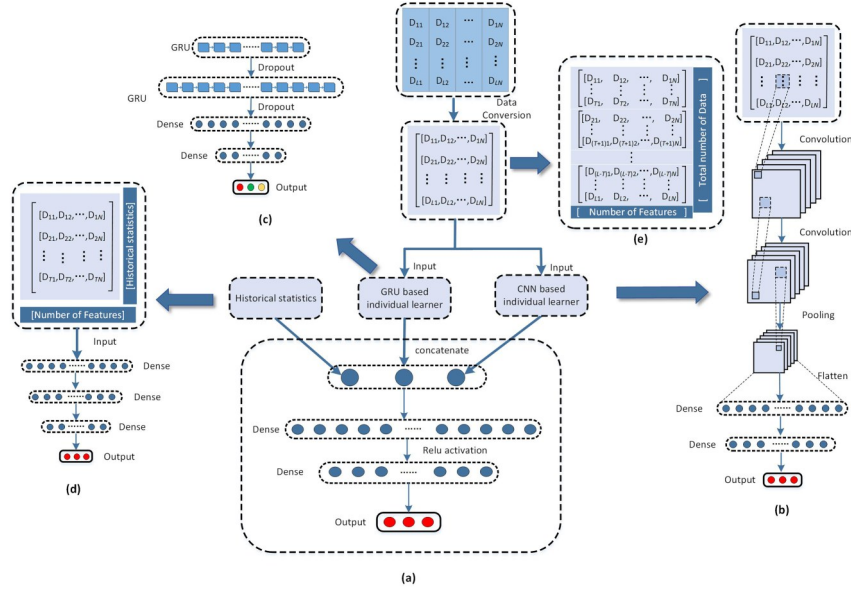 GRU
Dropout
GRU
Dropout
Dense
Dense
Output
(c)
D11 D12 ··· D1N
D21 D22 ··· D2N
⋮ ⋮ ⋮
DL1 DL2 ··· DLN
Data
Conversion
[D11,D12,···,D1N]
[D21,D22,···,D2N]
⋮ ⋮ ⋮ ⋮
[DL1,DL2,···,DLN]
[D11, D12, ···, D1N]
⋮ ⋮ ⋮
[DT1, DT2, ···, DTN]
[D21, D22, ···, D2N]
⋮ ⋮ ⋮
[D(T+1)1,D(T+1)2,···,D(T+1)N]
⋮
[D(L-T)1,D(L-T)2,···,D(L-T)N]
⋮ ⋮ ⋮
[DL1, DL2, ···, DLN]
[ Total number of Data ]
[ Number of Features ]
(e)
[D11,D12,···,D1N]
[D21,D22,···,D2N]
⋮ ⋮ ⋮ ⋮
[DL1,DL2,···,DLN]
Convolution
Convolution
Pooling
Flatten
Dense
Dense
Output
(b)
[D11,D12,···,D1N]
[D21,D22,···,D2N]
⋮ ⋮ ⋮ ⋮
[DT1,DT2,···,DTN]
[Historical statistics]
[Number of Features]
Input
Dense
Dense
Dense
Output
(d)
Input
Input
Historical statistics
GRU based
individual learner
CNN based
individual learner
concatenate
Dense
Relu activation
Dense
Output
(a)